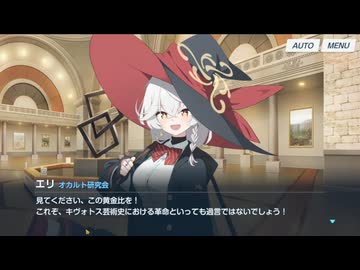 AUTO
MENU
エリ オカルト研究会
見てください、この黄金比を！
これぞ、キヴォトス芸術史における革命といっても過言ではないでしょう！